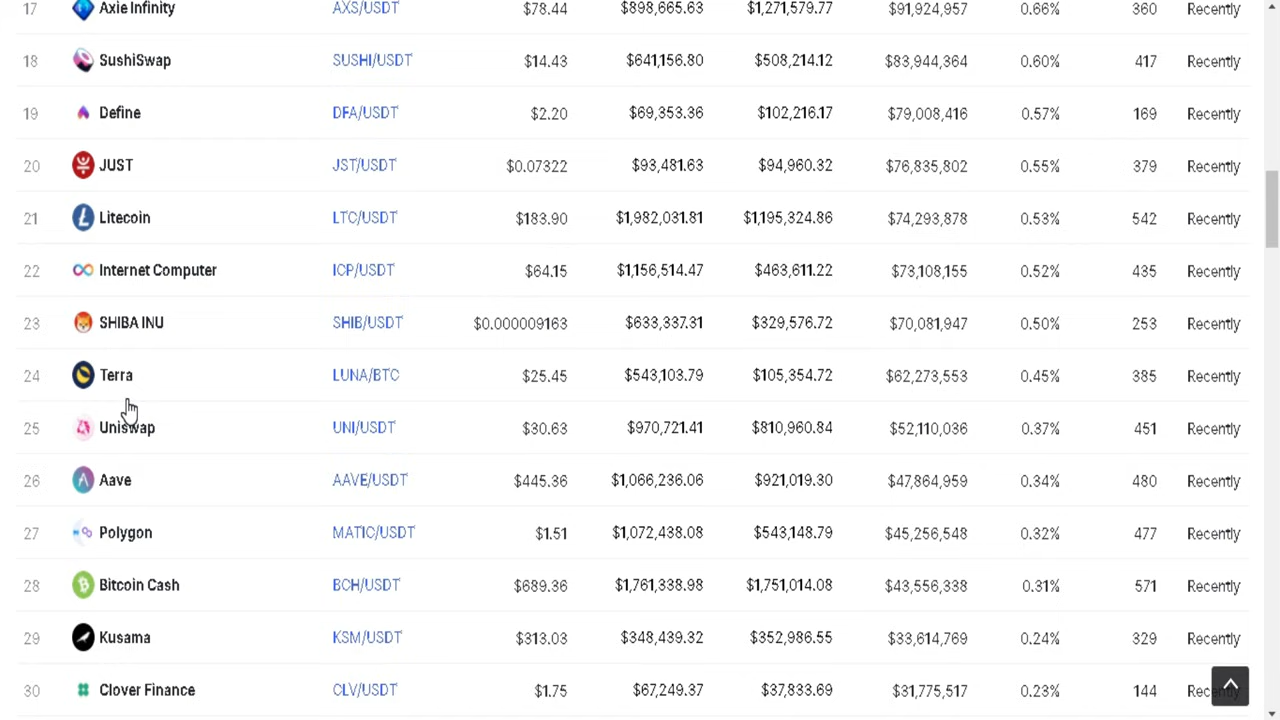 17 Axie Infinity AXS/USDT $78.44 $898,665.63 $1,271,579.77 $91,924,957 0.66% 360 Recently
18 SushiSwap SUSHI/USDT $14.43 $641,156.80 $508,214.12 $83,944,364 0.60% 417 Recently
19 Define DFA/USDT $2.20 $69,353.36 $102,216.17 $79,008,416 0.57% 169 Recently
20 JUST JST/USDT $0.07322 $93,481.63 $94,960.32 $76,835,802 0.55% 379 Recently
21 Litecoin LTC/USDT $183.90 $1,982,031.81 $1,195,324.86 $74,293,878 0.53% 542 Recently
22 Internet Computer ICP/USDT $64.15 $1,156,514.47 $463,611.22 $73,108,155 0.52% 435 Recently
23 SHIBA INU SHIB/USDT $0.000009163 $633,337.31 $329,576.72 $70,081,947 0.50% 253 Recently
24 Terra LUNA/BTC $25.45 $543,103.79 $105,354.72 $62,273,553 0.45% 385 Recently
25 Uniswap UNI/USDT $30.63 $970,721.41 $810,960.84 $52,110,036 0.37% 451 Recently
26 Aave AAVE/USDT $445.36 $1,066,236.06 $921,019.30 $47,864,959 0.34% 480 Recently
27 Polygon MATIC/USDT $1.51 $1,072,438.08 $543,148.79 $45,256,548 0.32% 477 Recently
28 Bitcoin Cash BCH/USDT $689.36 $1,761,338.98 $1,751,014.08 $43,556,338 0.31% 571 Recently
29 Kusama KSM/USDT $313.03 $348,439.32 $352,986.55 $33,614,769 0.24% 329 Recently
30 Clover Finance CLV/USDT $1.75 $67,249.37 $37,833.69 $31,775,517 0.23% 144